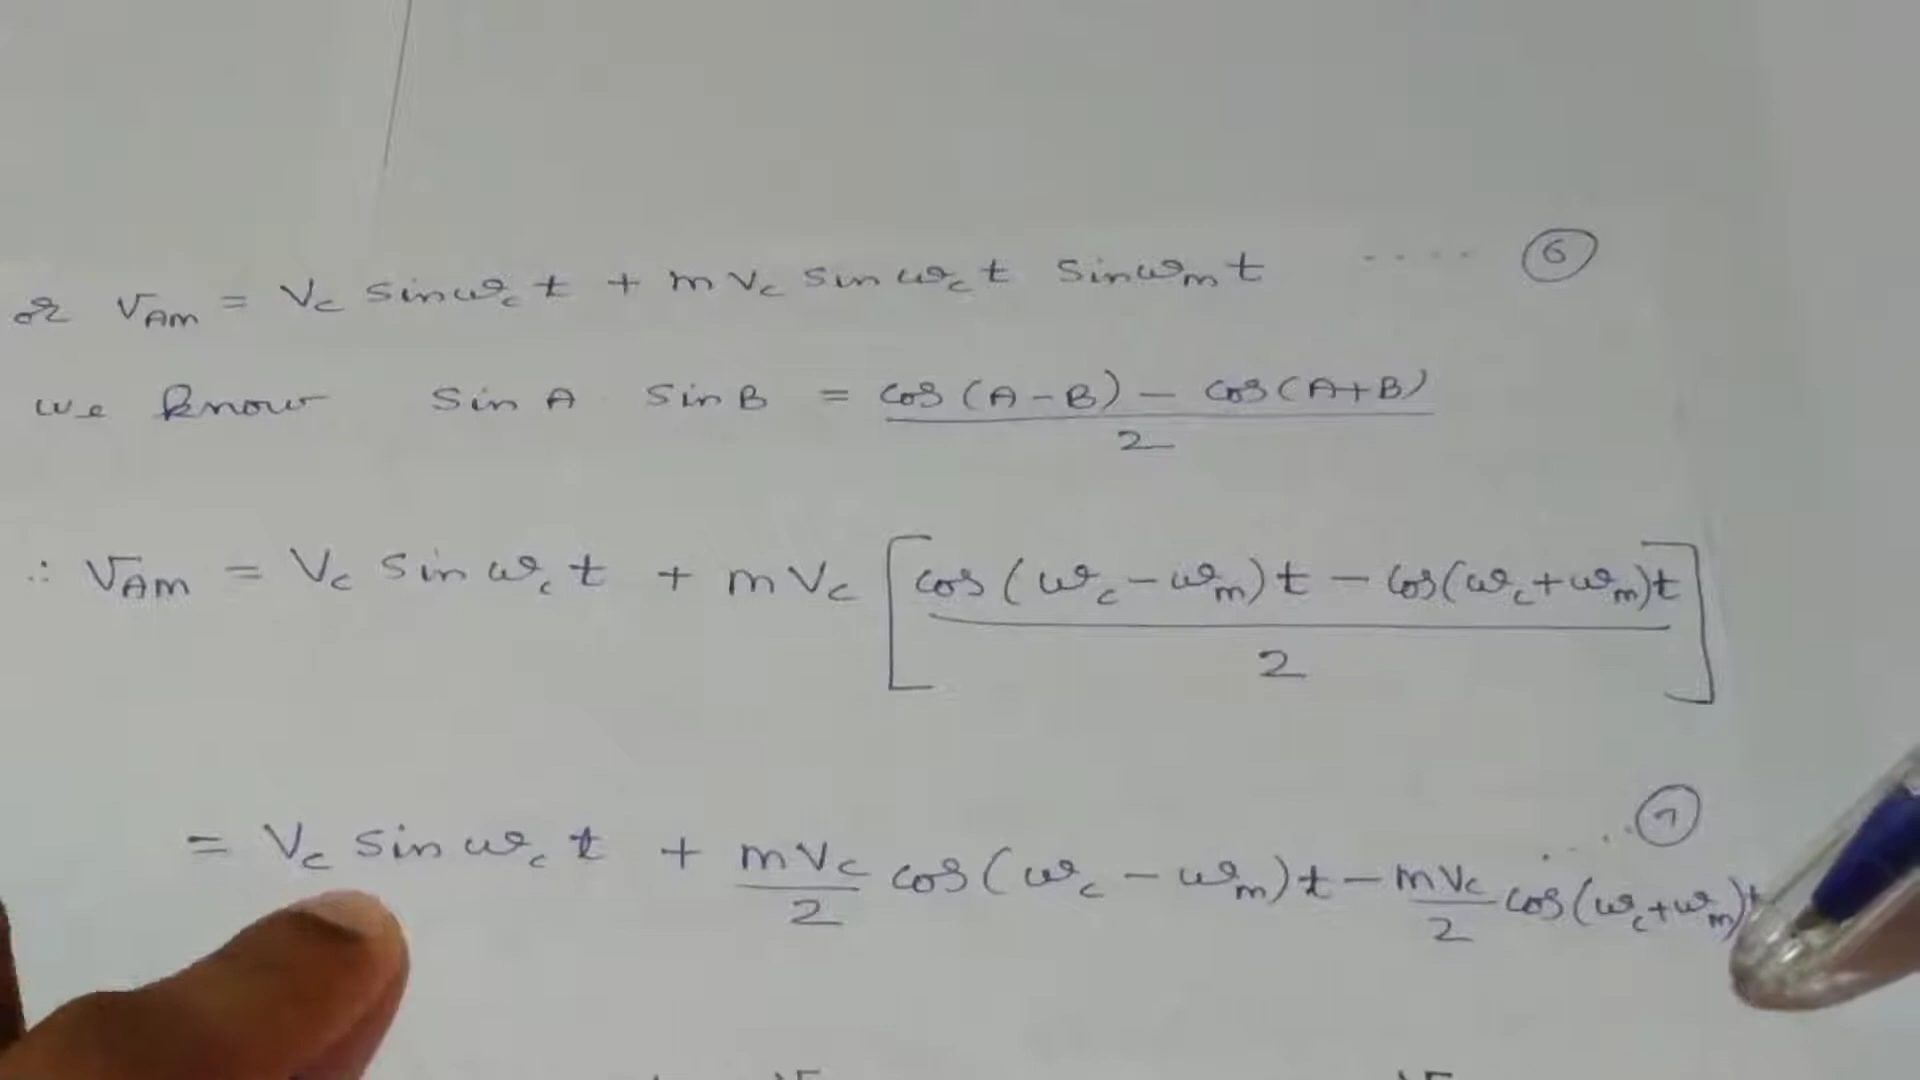 or V_AM = V_c sin ω_c t + m V_c sin ω_c t sin ω_m t ..... ⑥
we know sin A sin B = cos (A - B) - cos (A + B) / 2
∴ V_AM = V_c sin ω_c t + m V_c [ cos (ω_c - ω_m) t - cos (ω_c + ω_m) t / 2 ]
= V_c sin ω_c t + m V_c / 2 cos (ω_c - ω_m) t - m V_c / 2 cos (ω_c + ω_m) t ..... ⑦